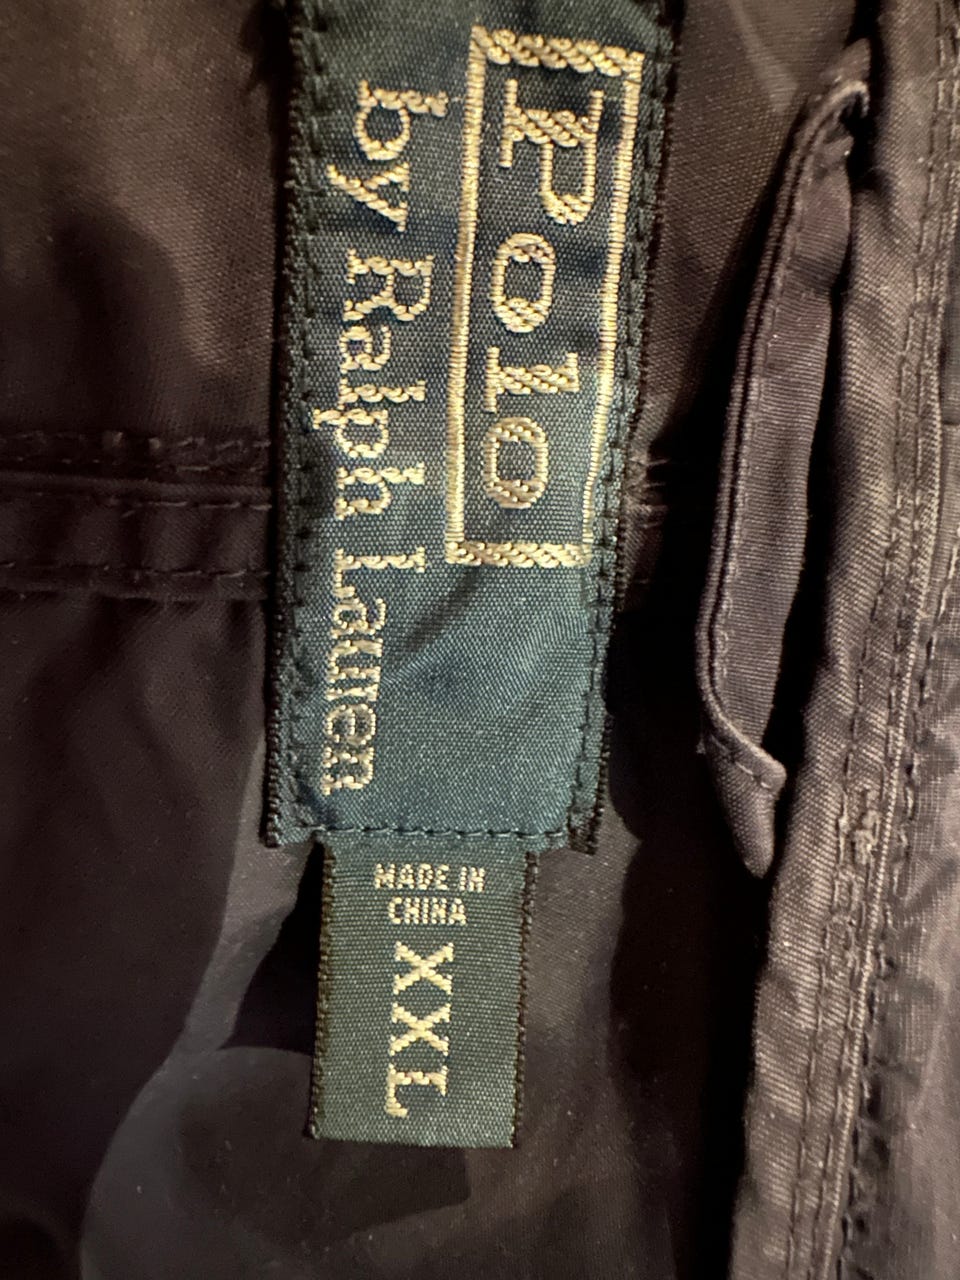 Polo
by Ralph Lauren
MADE IN
CHINA
XXL